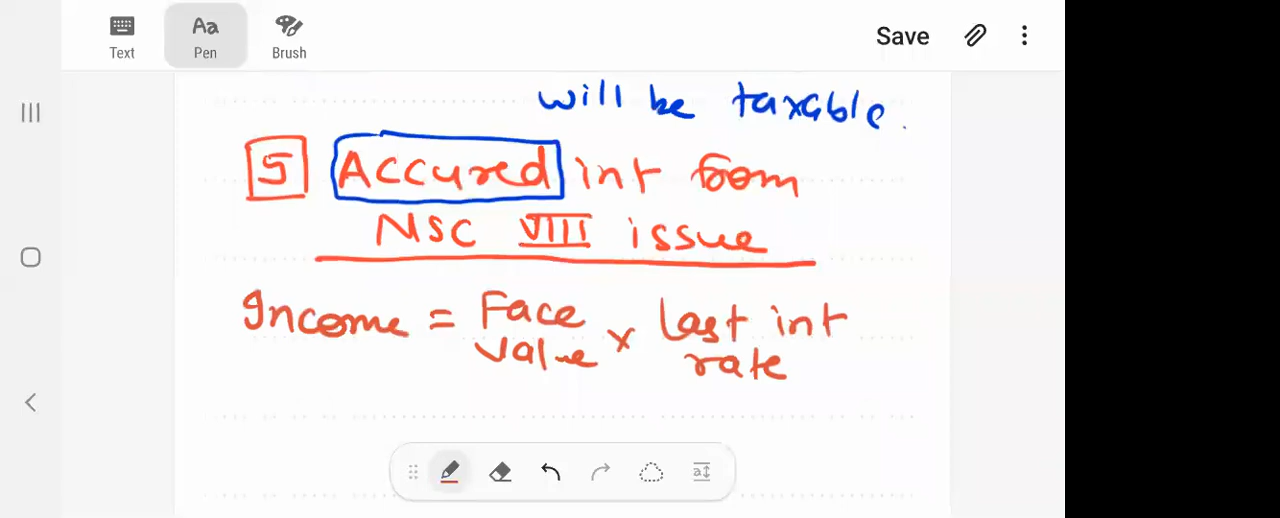 Text
Pen
Brush
Save
will be taxable.
5 Accured int from
NSC VIII issue
Income = Face value x last int rate